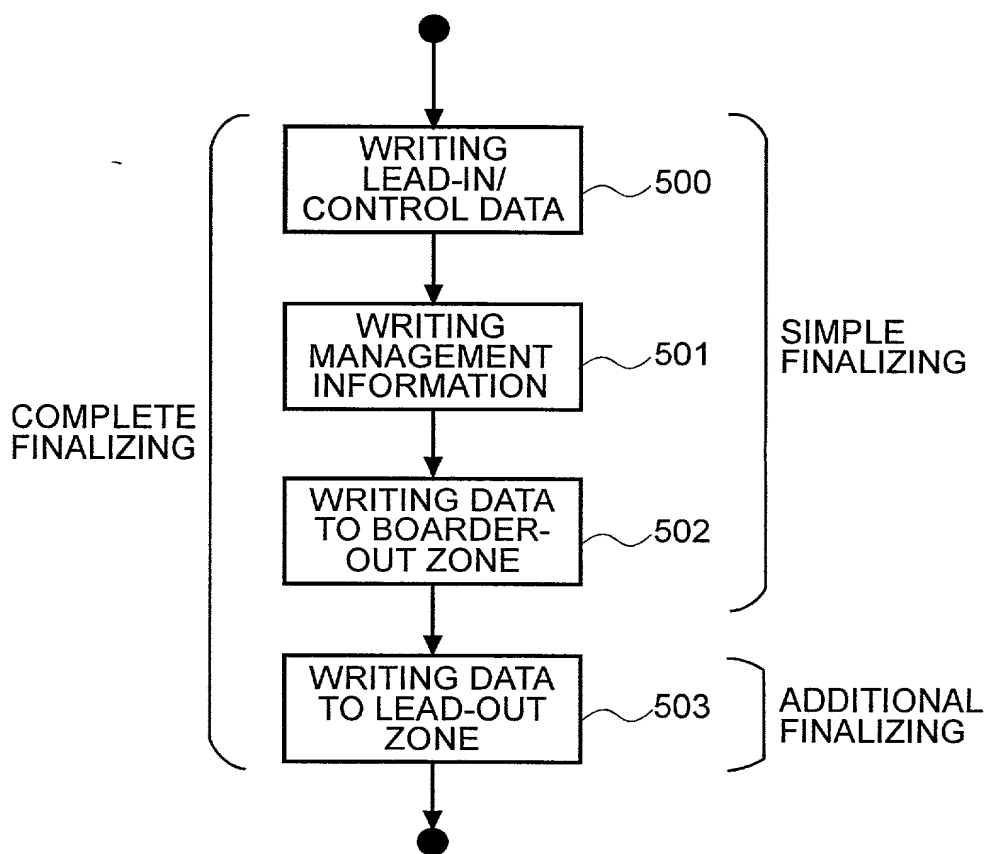 WRITING
LEAD-IN/
CONTROL DATA
500
WRITING
MANAGEMENT
INFORMATION
501
SIMPLE
FINALIZING
COMPLETE
FINALIZING
WRITING DATA
TO BOARDER-
OUT ZONE
502
WRITING DATA
TO LEAD-OUT
ZONE
503
ADDITIONAL
FINALIZING